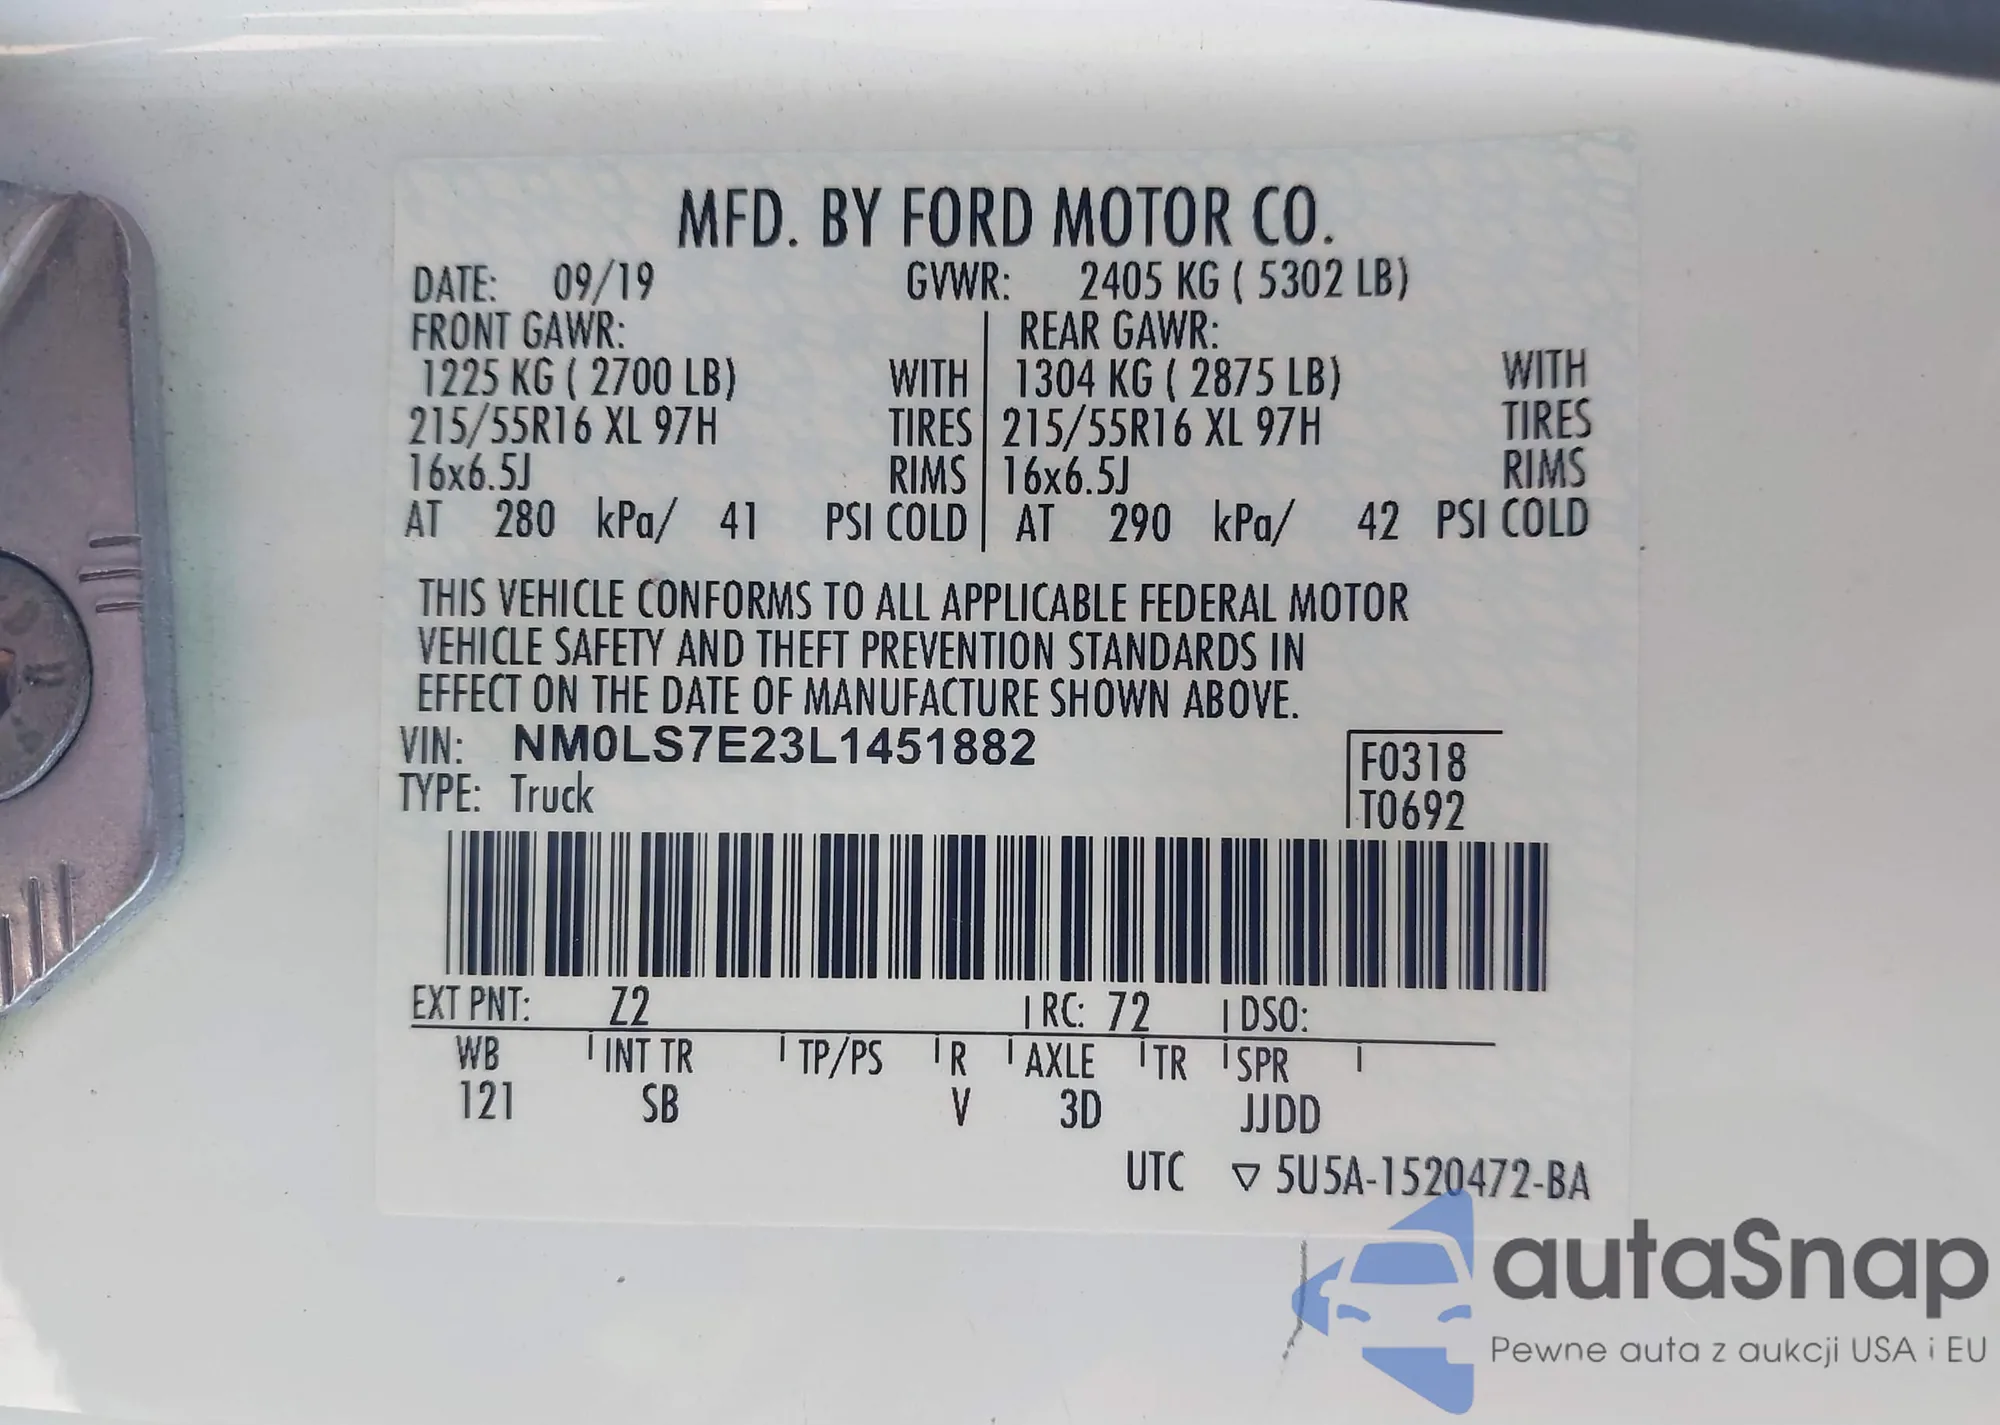 MFD. BY FORD MOTOR CO.
DATE: 09/19 GVWR: 2405 KG ( 5302 LB)
FRONT GAWR: REAR GAWR:
1225 KG ( 2700 LB) WITH 1304 KG ( 2875 LB) WITH
215/55R16 XL 97H TIRES 215/55R16 XL 97H TIRES
16x6.5J RIMS 16x6.5J RIMS
AT 280 kPa/ 41 PSI COLD AT 290 kPa/ 42 PSI COLD
THIS VEHICLE CONFORMS TO ALL APPLICABLE FEDERAL MOTOR
VEHICLE SAFETY AND THEFT PREVENTION STANDARDS IN
EFFECT ON THE DATE OF MANUFACTURE SHOWN ABOVE.
VIN: NM0LS7E23L1451882 F0318
TYPE: Truck T0692
EXT PNT: Z2 RC: 72 DSO:
WB INT TR TP/PS R AXLE TR SPR
121 SB V 3D JJDD
UTC ▽ 5U5A-1520472-BA
autaSnap
Pewne auta z aukcji USA i EU